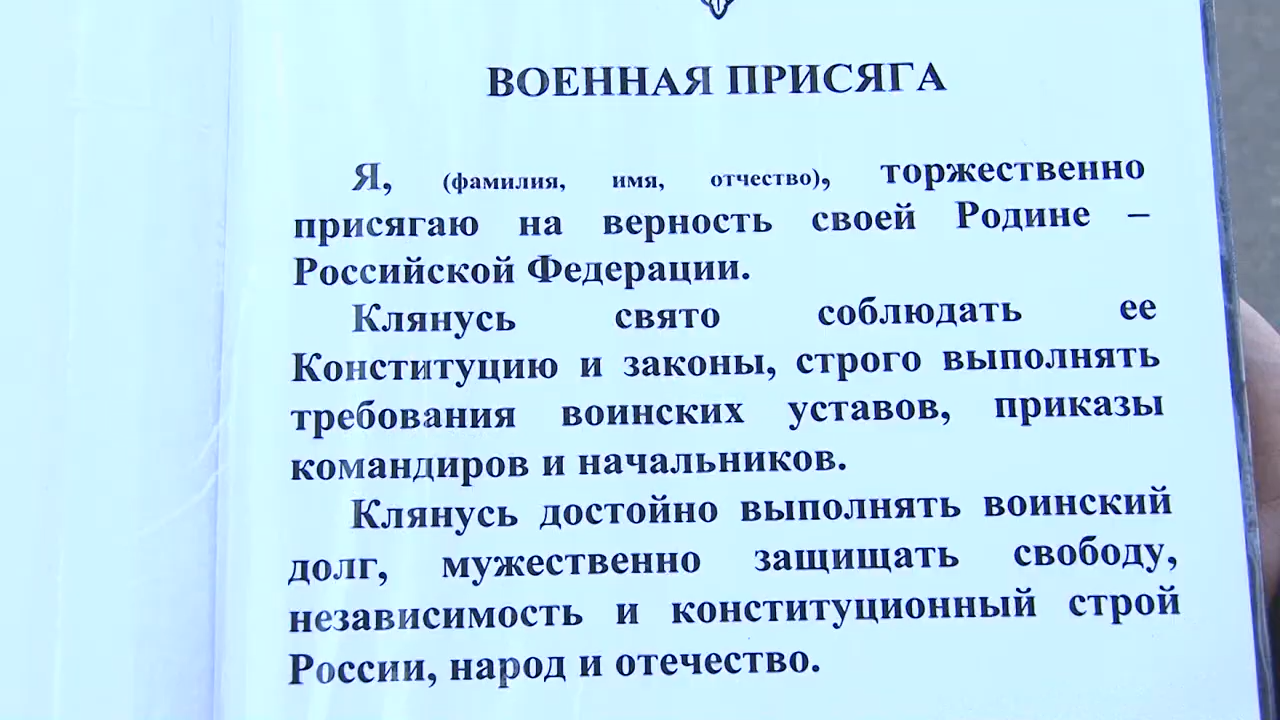 ВОЕННАЯ ПРИСЯГА
Я, (фамилия, имя, отчество), торжественно
присягаю на верность своей Родине –
Российской Федерации.
Клянусь свято соблюдать ее
Конституцию и законы, строго выполнять
требования воинских уставов, приказы
командиров и начальников.
Клянусь достойно выполнять воинский
долг, мужественно защищать свободу,
независимость и конституционный строй
России, народ и отечество.